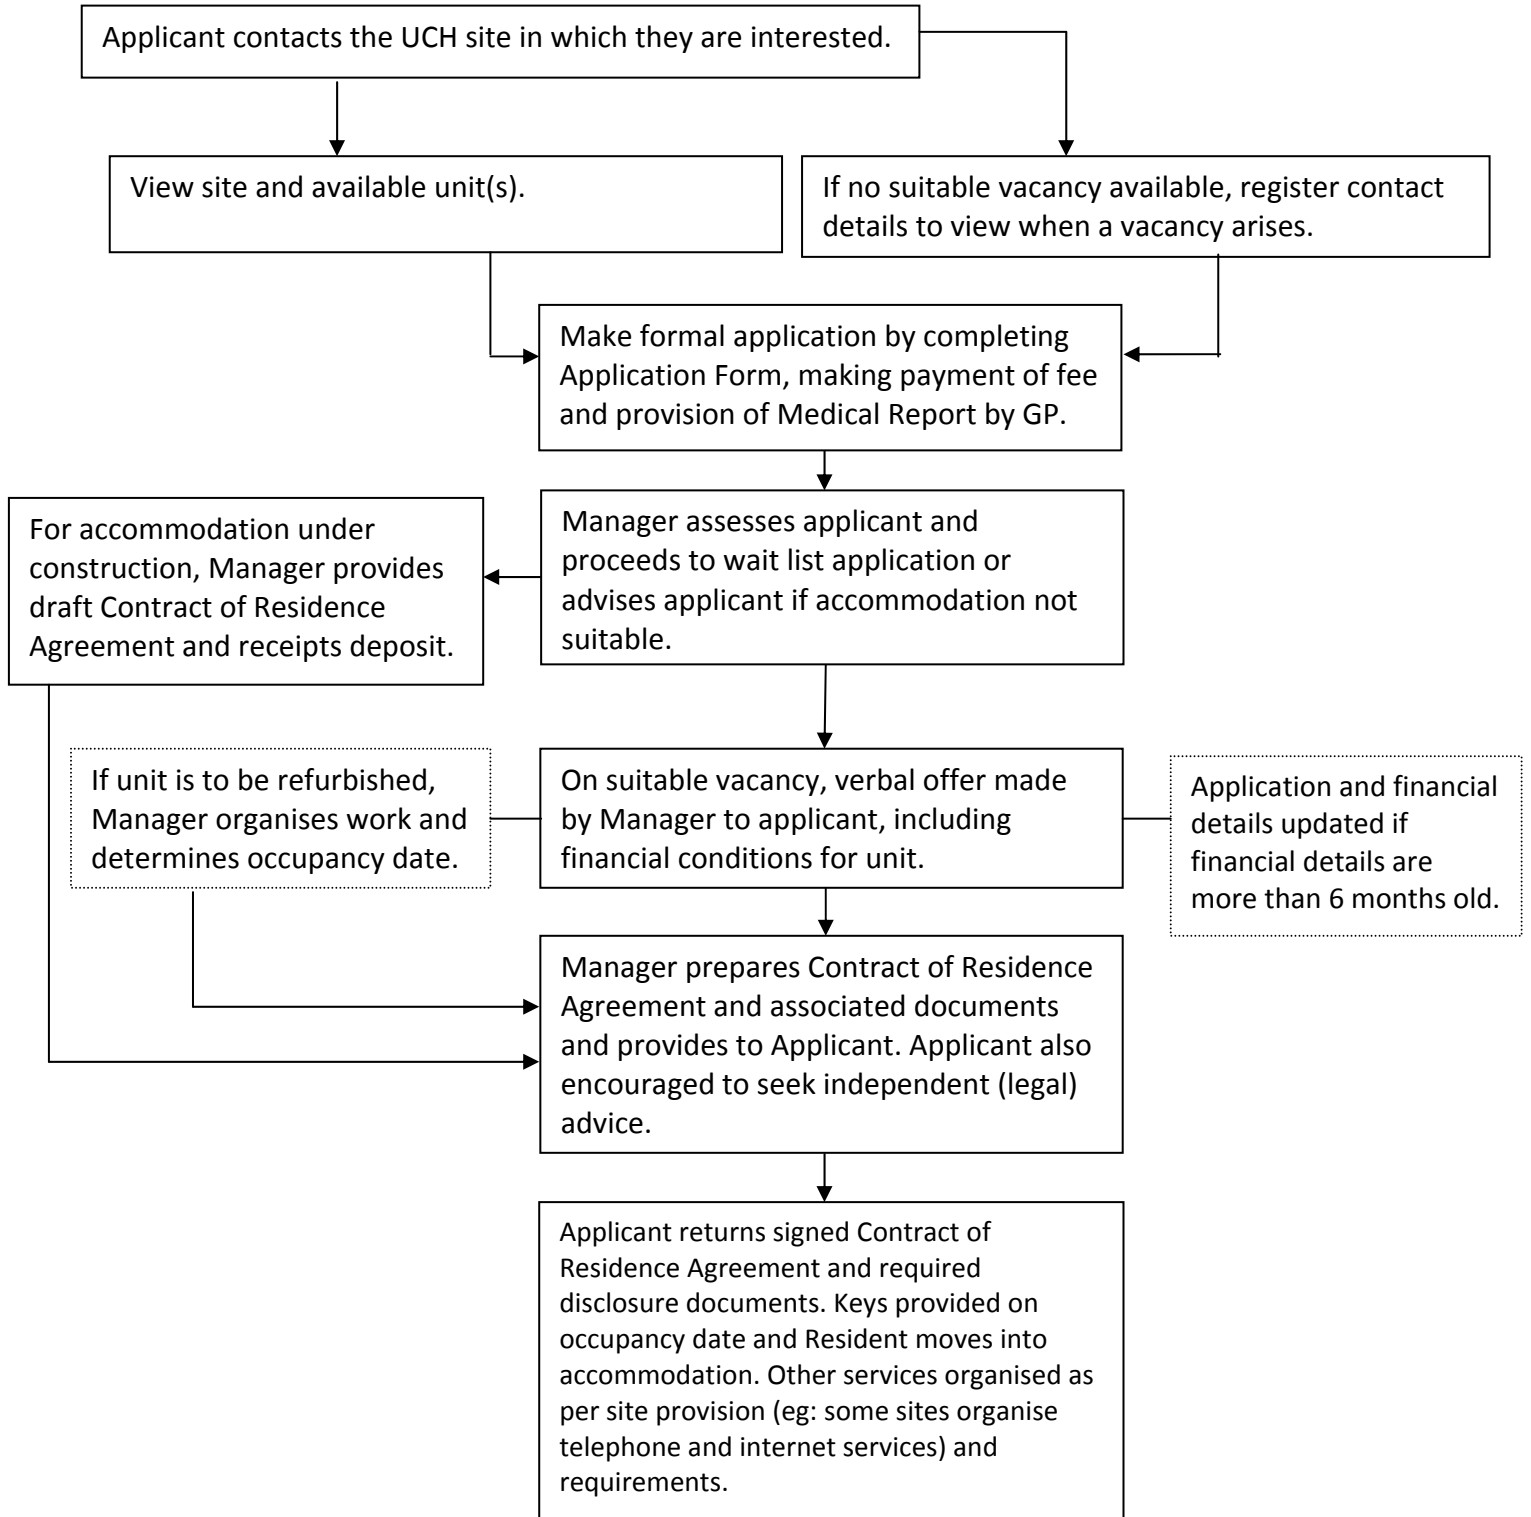 Applicant contacts the UCH site in which they are interested.
View site and available unit(s).
If no suitable vacancy available, register contact
details to view when a vacancy arises.
Make formal application by completing
Application Form, making payment of fee
and provision of Medical Report by GP.
Manager assesses applicant and
proceeds to wait list application or
advises applicant if accommodation not
suitable.
For accommodation under
construction, Manager provides
draft Contract of Residence
Agreement and receipts deposit.
If unit is to be refurbished,
Manager organises work and
determines occupancy date.
On suitable vacancy, verbal offer made
by Manager to applicant, including
financial conditions for unit.
Application and financial
details updated if
financial details are
more than 6 months old.
Manager prepares Contract of Residence
Agreement and associated documents
and provides to Applicant. Applicant also
encouraged to seek independent (legal)
advice.
Applicant returns signed Contract of
Residence Agreement and required
disclosure documents. Keys provided on
occupancy date and Resident moves into
accommodation. Other services organised as
per site provision (eg: some sites organise
telephone and internet services) and
requirements.